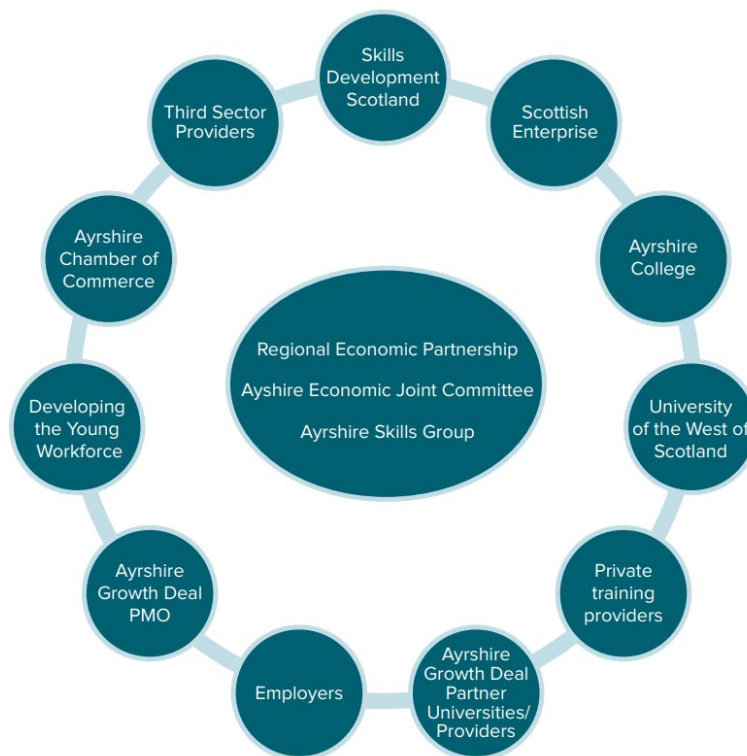 Skills
Development
Scotland
Scottish
Enterprise
Ayrshire
College
University
of the West of
Scotland
Private
training
providers
Ayrshire
Growth Deal
Partner
Universities/
Providers
Employers
Ayrshire
Growth Deal
PMO
Developing
the Young
Workforce
Ayrshire
Chamber of
Commerce
Third Sector
Providers
Regional Economic Partnership
Ayshire Economic Joint Committee
Ayrshire Skills Group